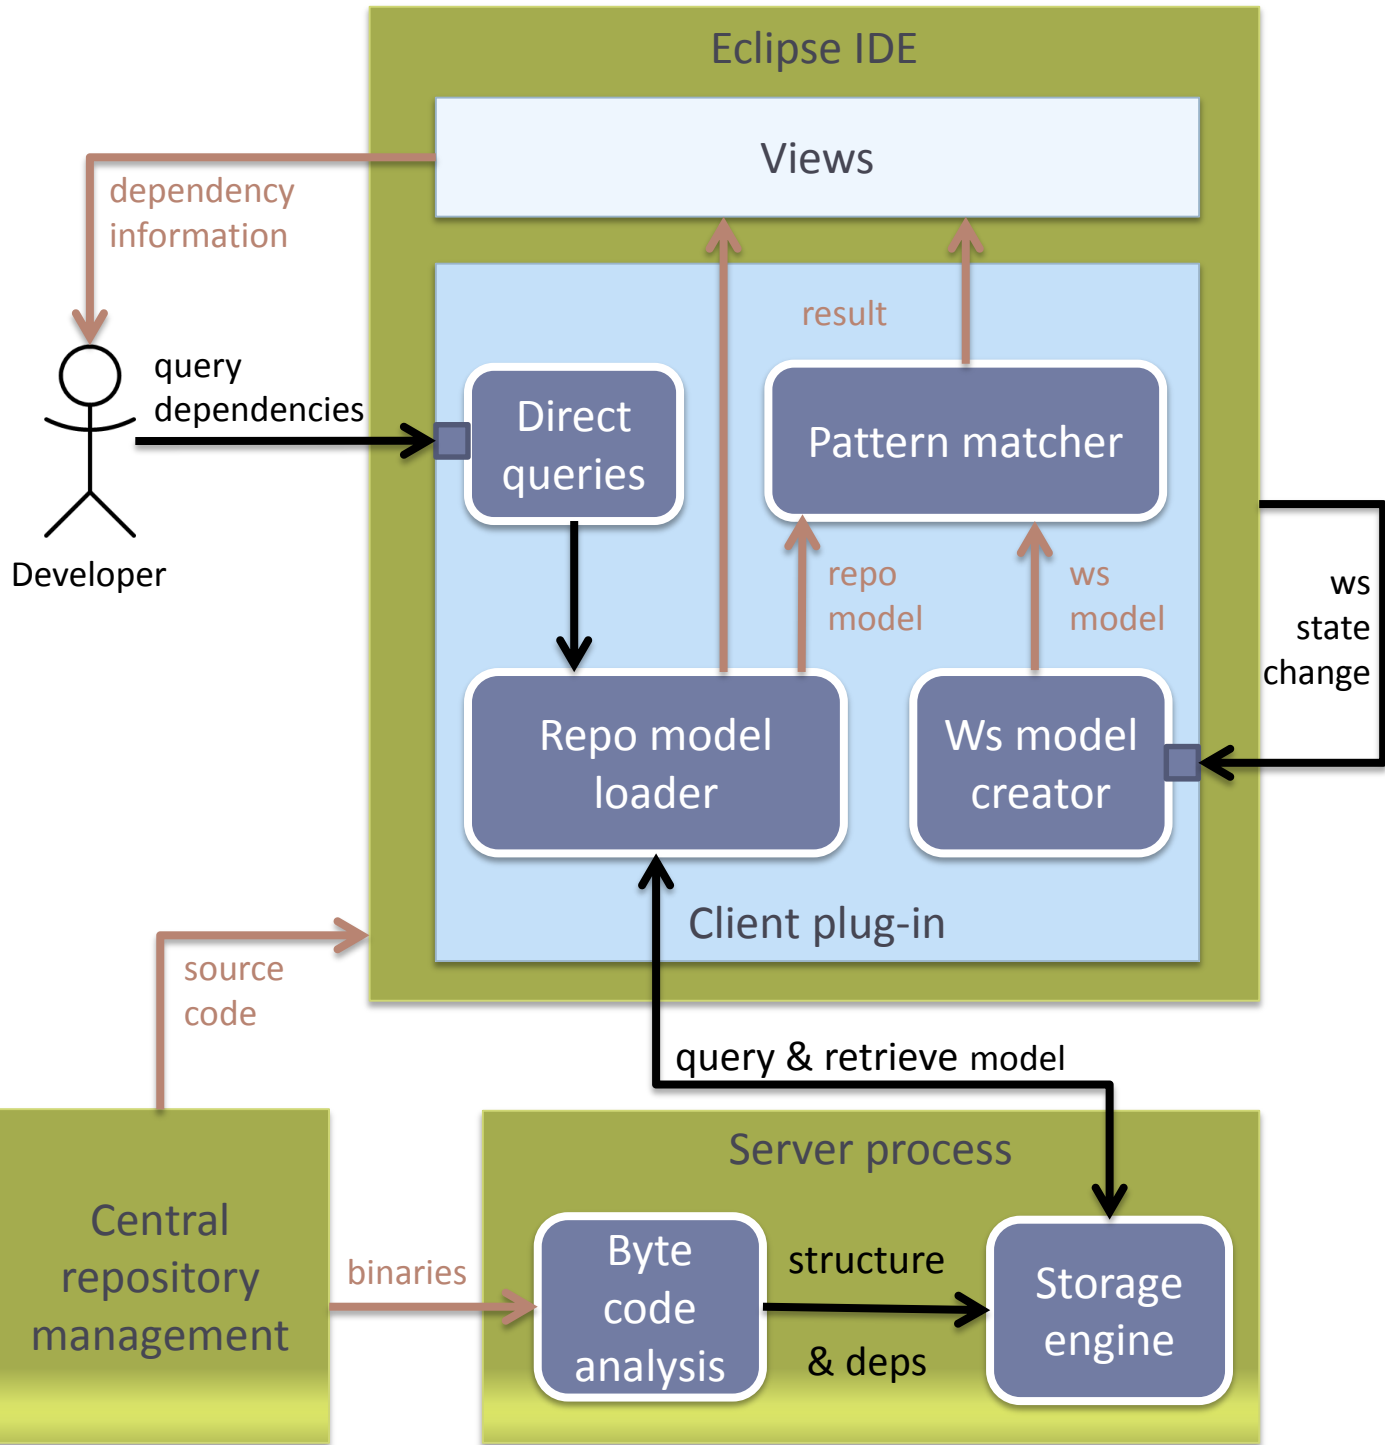 Eclipse IDE
Views
dependency
information
result
query
dependencies
Direct
queries
Pattern matcher
Developer
repo
model
ws
model
ws
state
change
Repo model
loader
Ws model
creator
Client plug-in
source
code
query & retrieve model
Server process
Central
repository
management
binaries
Byte
code
analysis
structure
& deps
Storage
engine